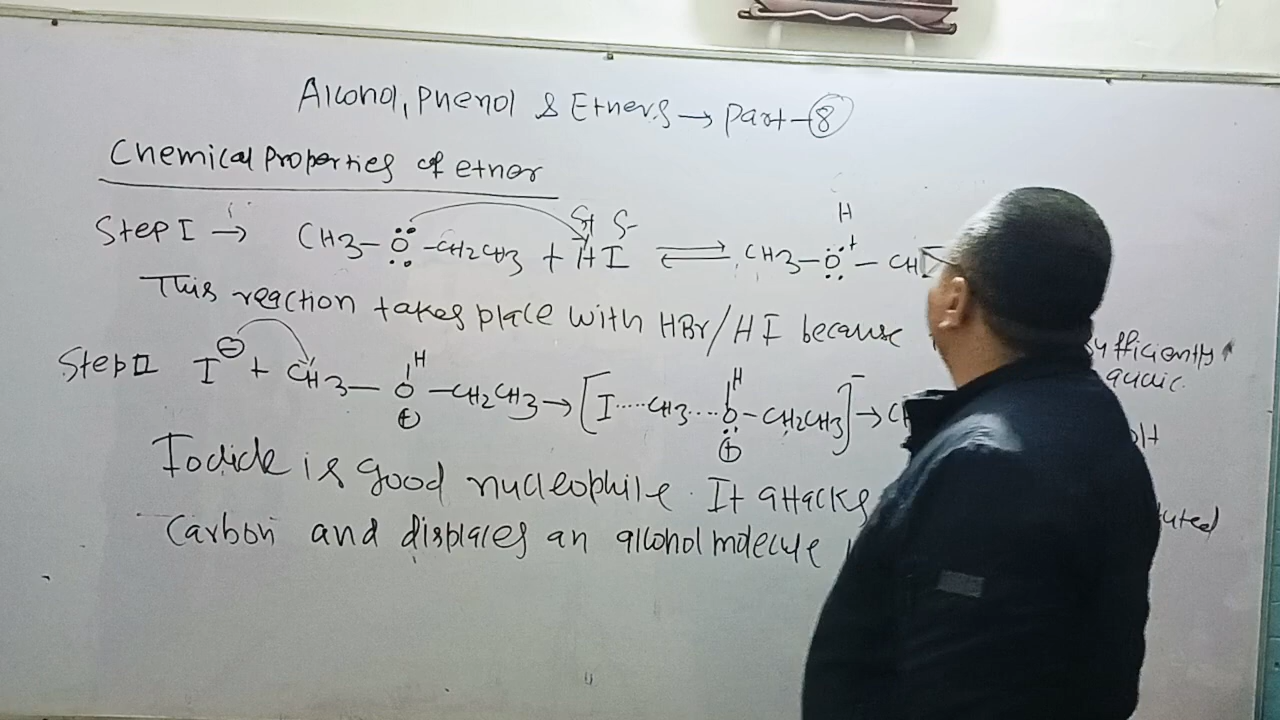 Alcohol, Phenol & Ethers → Part-8
Chemical Properties of ether
Step I → CH3-Ö-CH2CH3 + HI ⇌ CH3-Ö+-CH
δ+ δ- H
This reaction takes place with HBr/HI because
sufficiently
Step II I⊖ + CH3-O-CH2CH3 → [I.....CH3....O-CH2CH3]- → C
H ⊕ H ⊕
Iodide is good nucleophile. It attacks
Carbon and displaces an alcohol molecule